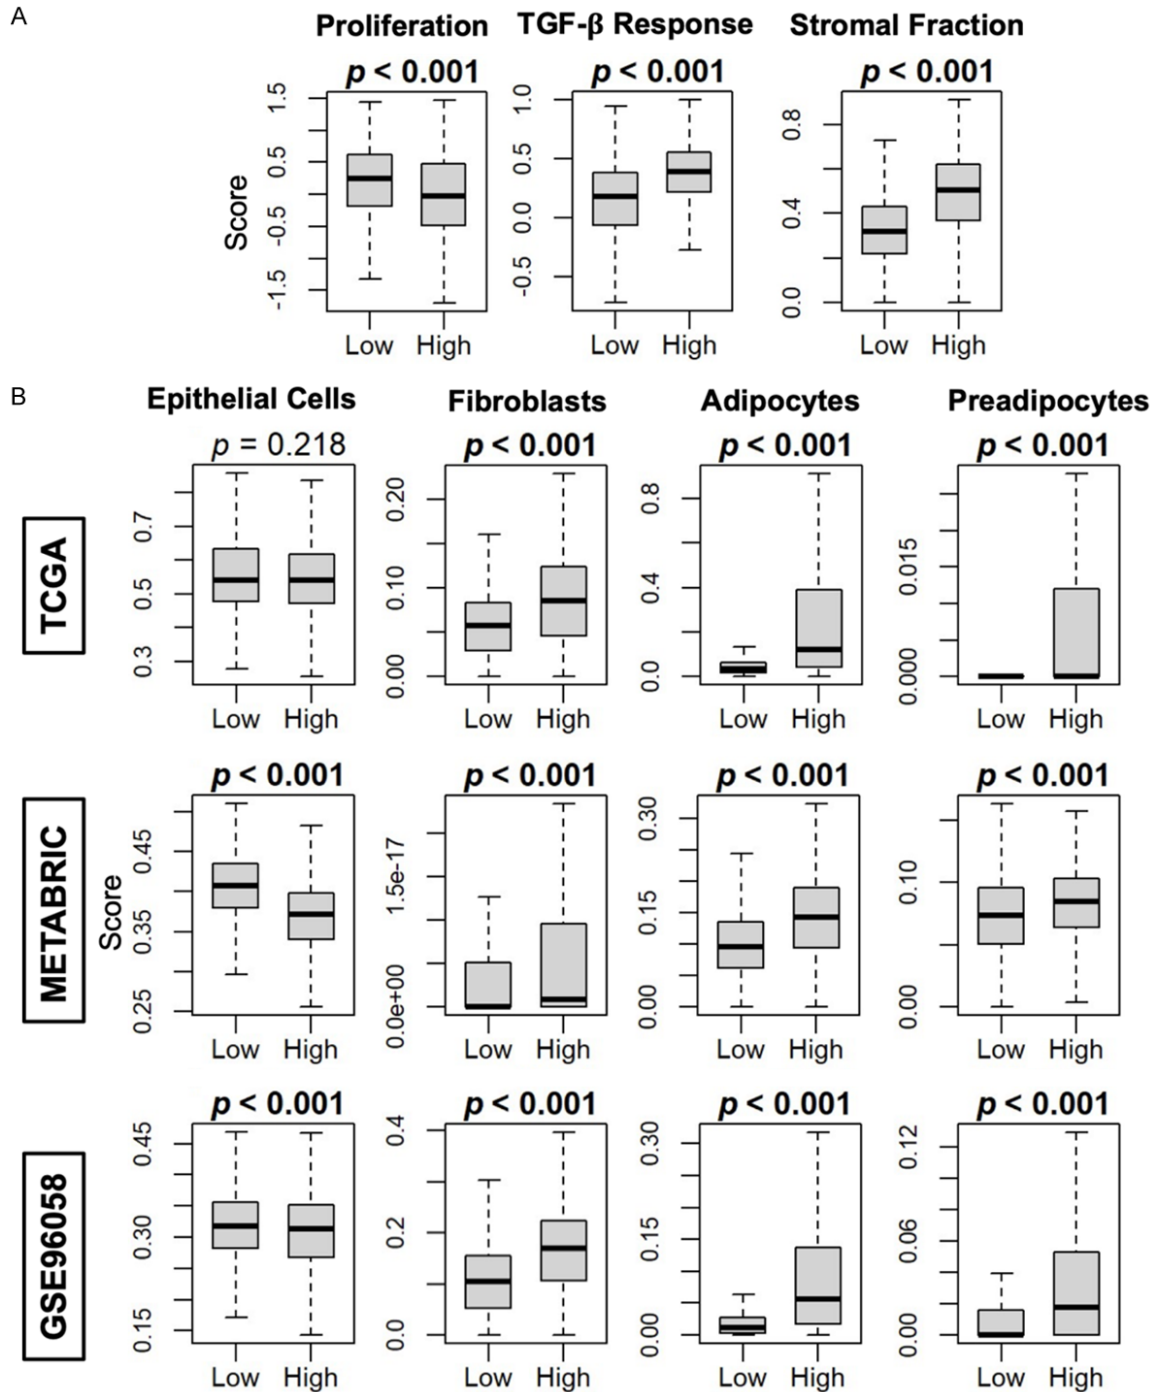 A
Proliferation TGF-β Response Stromal Fraction
p < 0.001 p < 0.001 p < 0.001
Score
1.5 0.5 -0.5 -1.5
1.0 0.5 0.0 -0.5
0.8 0.4 0.0
Low High Low High Low High
B
Epithelial Cells Fibroblasts Adipocytes Preadipocytes
TCGA
p = 0.218 p < 0.001 p < 0.001 p < 0.001
0.7 0.5 0.3
0.20 0.10 0.00
0.8 0.4 0.0
0.015 0.000
Low High Low High Low High Low High
METABRIC
Score
p < 0.001 p < 0.001 p < 0.001 p < 0.001
0.45 0.35 0.25
1.5e-17 0.0e+00
0.30 0.15 0.00
0.10 0.00
Low High Low High Low High Low High
GSE96058
p < 0.001 p < 0.001 p < 0.001 p < 0.001
0.45 0.30 0.15
0.4 0.2 0.0
0.30 0.15 0.00
0.12 0.06 0.00
Low High Low High Low High Low High